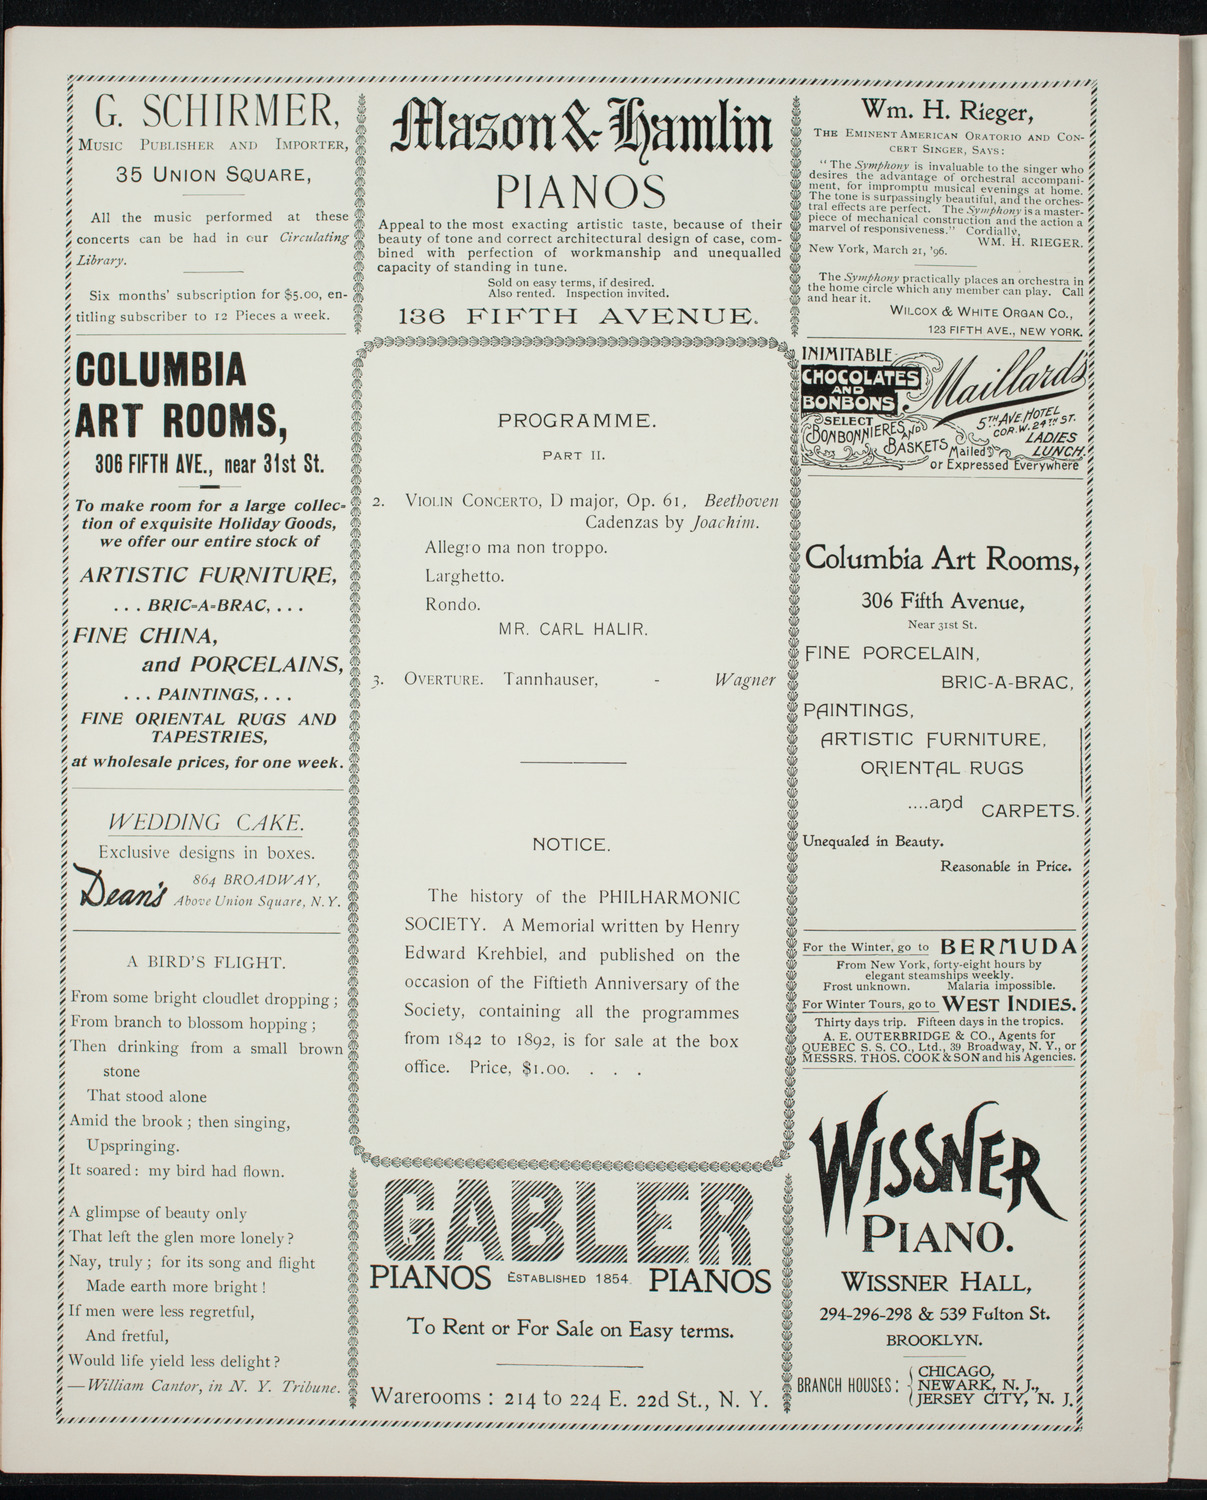 G. SCHIRMER,
MUSIC PUBLISHER AND IMPORTER,
35 UNION SQUARE,
All the music performed at these
concerts can be had in our Circulating
Library.
Six months' subscription for $5.00, en-
titling subscriber to 12 Pieces a week.
COLUMBIA
ART ROOMS,
306 FIFTH AVE., near 31st St.
To make room for a large collec-
tion of exquisite Holiday Goods,
we offer our entire stock of
ARTISTIC FURNITURE,
. . . BRIC-A-BRAC, . . .
FINE CHINA,
and PORCELAINS,
. . . PAINTINGS, . . .
FINE ORIENTAL RUGS AND
TAPESTRIES,
at wholesale prices, for one week.
WEDDING CAKE.
Exclusive designs in boxes.
Dean's
864 BROADWAY,
Above Union Square, N. Y.
A BIRD'S FLIGHT.
From some bright cloudlet dropping ;
From branch to blossom hopping ;
Then drinking from a small brown
stone
That stood alone
Amid the brook ; then singing,
Upspringing.
It soared : my bird had flown.
A glimpse of beauty only
That left the glen more lonely ?
Nay, truly ; for its song and flight
Made earth more bright !
If men were less regretful,
And fretful,
Would life yield less delight ?
—William Cantor, in N. Y. Tribune.
Mason & Hamlin
PIANOS
Appeal to the most exacting artistic taste, because of their
beauty of tone and correct architectural design of case, com-
bined with perfection of workmanship and unequalled
capacity of standing in tune.
Sold on easy terms, if desired.
Also rented. Inspection invited.
136 FIFTH AVENUE.
PROGRAMME.
PART II.
2. VIOLIN CONCERTO, D major, Op. 61, Beethoven
Cadenzas by Joachim.
Allegro ma non troppo.
Larghetto.
Rondo.
MR. CARL HALIR.
3. OVERTURE. Tannhauser, - Wagner
NOTICE.
The history of the PHILHARMONIC
SOCIETY. A Memorial written by Henry
Edward Krehbiel, and published on the
occasion of the Fiftieth Anniversary of the
Society, containing all the programmes
from 1842 to 1892, is for sale at the box
office. Price, $1.00. . . .
GABLER
PIANOS ESTABLISHED 1854. PIANOS
To Rent or For Sale on Easy terms.
Warerooms : 214 to 224 E. 22d St., N. Y.
Wm. H. Rieger,
THE EMINENT AMERICAN ORATORIO AND CON-
CERT SINGER, SAYS:
"The Symphony is invaluable to the singer who
desires the advantage of orchestral accompani-
ment, for impromptu musical evenings at home.
The tone is surpassingly beautiful, and the orches-
tral effects are perfect. The Symphony is a master-
piece of mechanical construction and the action a
marvel of responsiveness." Cordially,
WM. H. RIEGER.
New York, March 21, '96.
The Symphony practically places an orchestra in
the home circle which any member can play. Call
and hear it.
WILCOX & WHITE ORGAN CO.,
123 FIFTH AVE., NEW YORK.
INIMITABLE
CHOCOLATES
AND
BONBONS.
Maillard's
SELECT
BONBONNIERES AND
BASKETS
5TH AVE HOTEL
COR. W. 24TH ST.
LADIES
LUNCH.
Mailed
or Expressed Everywhere
Columbia Art Rooms,
306 Fifth Avenue,
Near 31st St.
FINE PORCELAIN,
BRIC-A-BRAC,
PAINTINGS,
ARTISTIC FURNITURE,
ORIENTAL RUGS
....and CARPETS.
Unequaled in Beauty.
Reasonable in Price.
For the Winter, go to BERMUDA
From New York, forty-eight hours by
elegant steamships weekly.
Frost unknown. Malaria impossible.
For Winter Tours, go to WEST INDIES.
Thirty days trip. Fifteen days in the tropics.
A. E. OUTERBRIDGE & CO., Agents for
QUEBEC S. S. CO., Ltd., 39 Broadway, N. Y., or
MESSRS. THOS. COOK & SON and his Agencies.
WISSNER
PIANO.
WISSNER HALL,
294-296-298 & 539 Fulton St.
BROOKLYN.
BRANCH HOUSES:
CHICAGO,
NEWARK, N. J.,
JERSEY CITY, N. J.